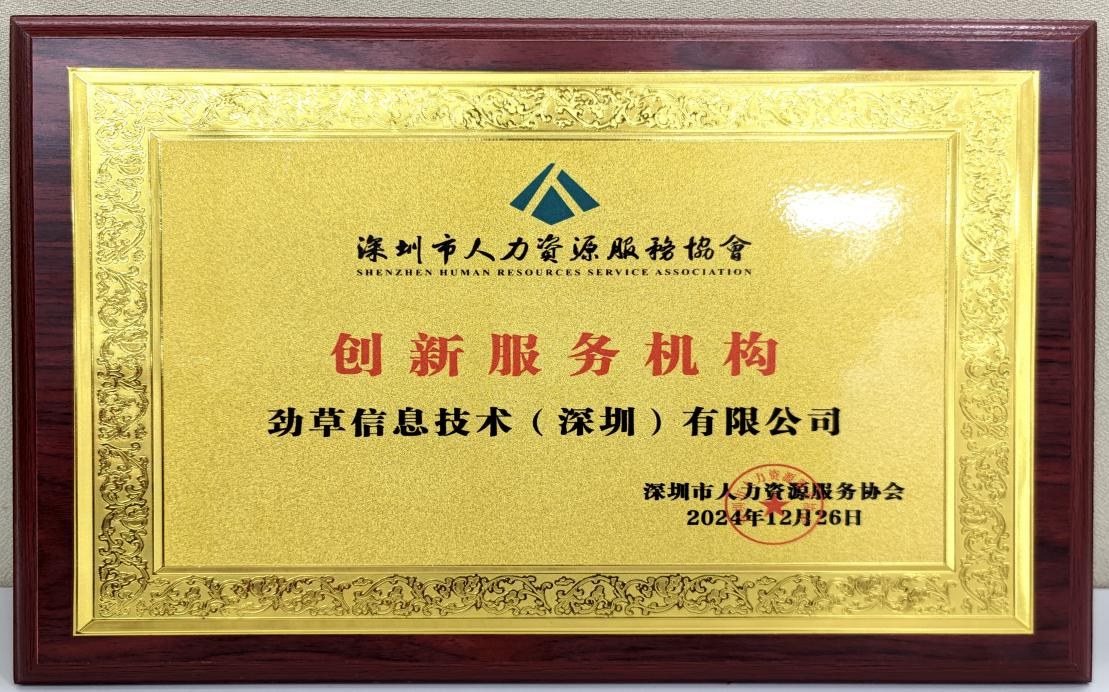 深圳市人力資源服務協會
SHENZHEN HUMAN RESOURCES SERVICE ASSOCIATION
创新服务机构
劲草信息技术（深圳）有限公司
深圳市人力资源服务协会
2024年12月26日